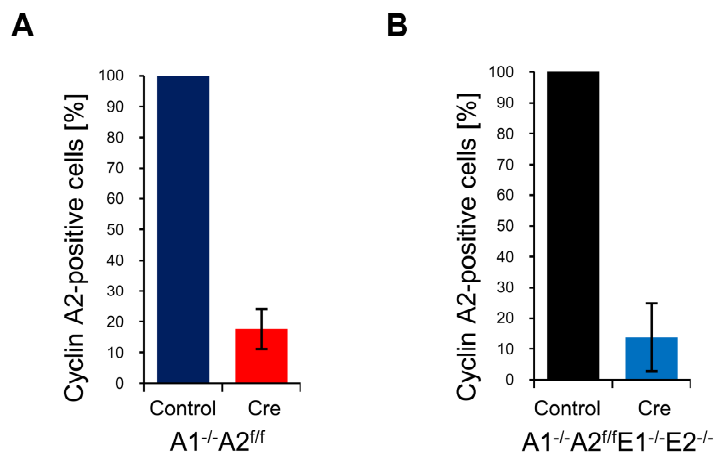 A
Cyclin A2-positive cells [%]
100
90
80
70
60
50
40
30
20
10
0
Control Cre
A1-/-A2f/f
B
Cyclin A2-positive cells [%]
100
90
80
70
60
50
40
30
20
10
0
Control Cre
A1-/-A2f/fE1-/-E2-/-